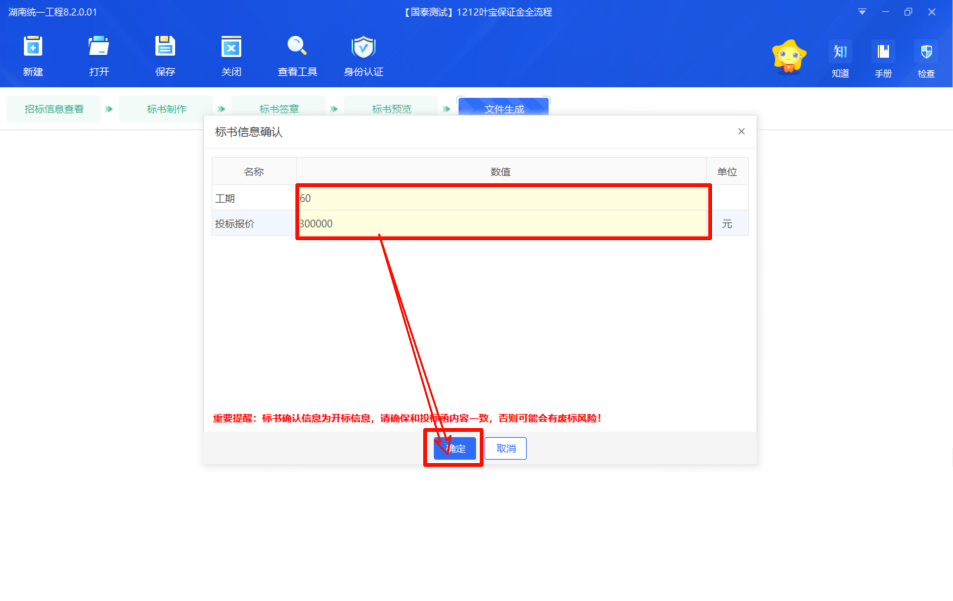 湖南统一工程8.2.0.01
【国泰测试】1212叶宝保证金全流程
新建
打开
保存
关闭
查看工具
身份认证
知道
手册
检查
招标信息查看
标书制作
标书签章
标书预览
文件生成
标书信息确认
名称 数值 单位
工期 60
投标报价 300000 元
重要提醒：标书确认信息为开标信息，请确保和投标函内容一致，否则可能会有废标风险！
确定 取消